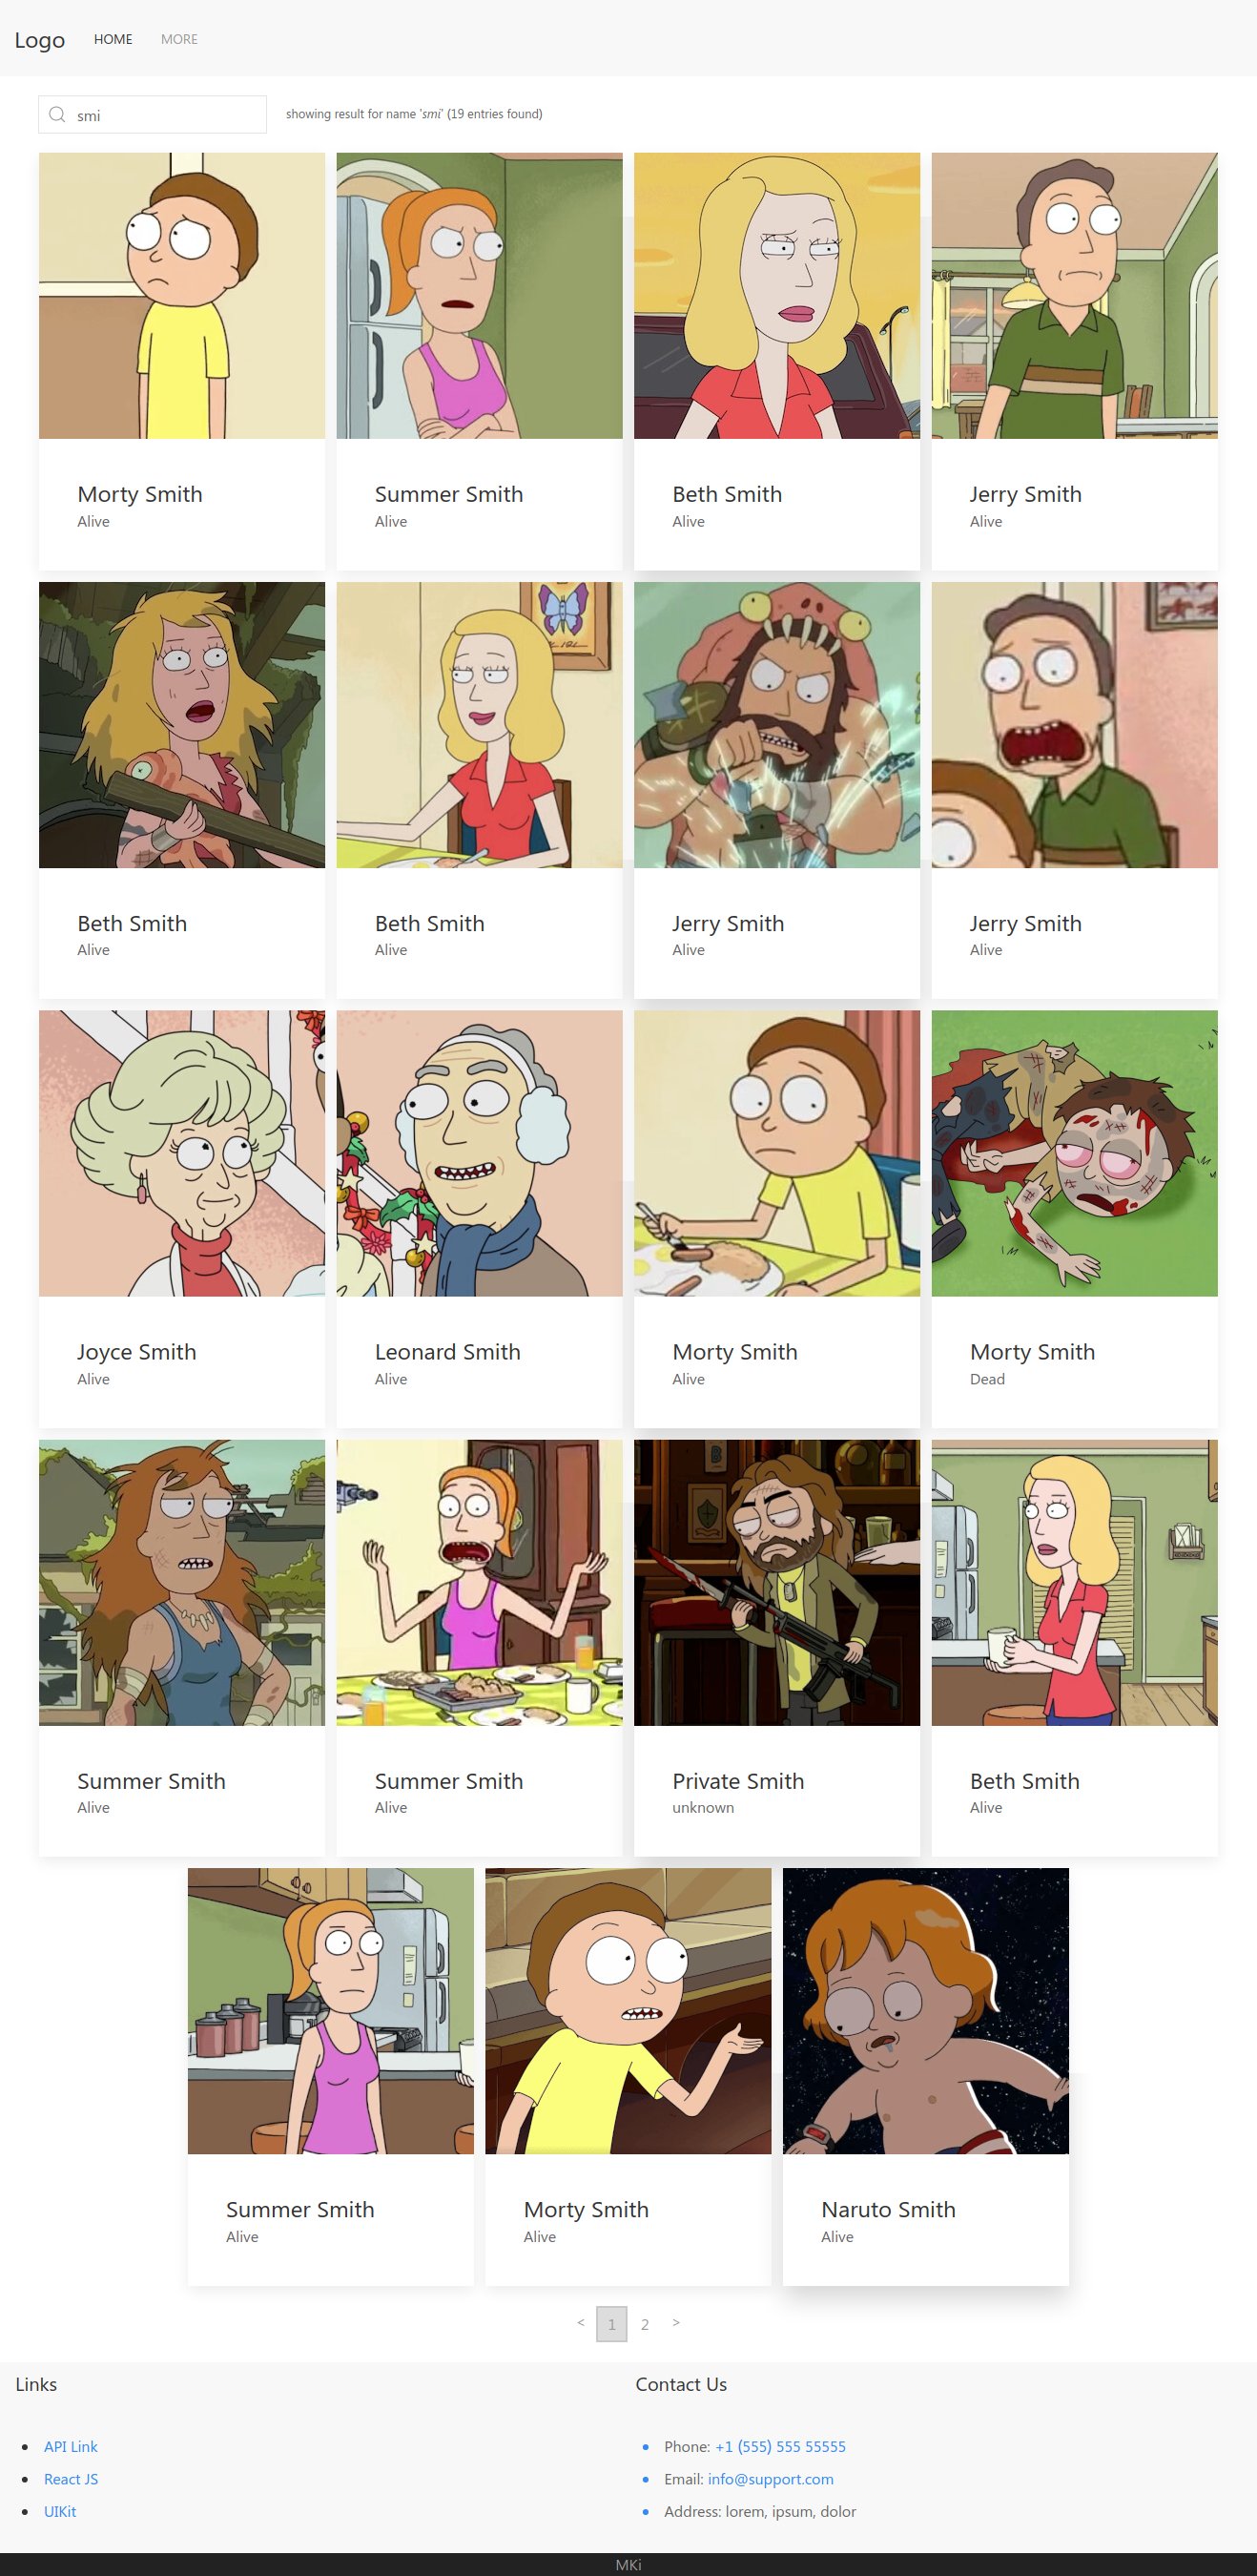 Logo HOME MORE
smi showing result for name 'smi' (19 entries found)
Morty Smith
Alive
Summer Smith
Alive
Beth Smith
Alive
Jerry Smith
Alive
Beth Smith
Alive
Beth Smith
Alive
Jerry Smith
Alive
Jerry Smith
Alive
Joyce Smith
Alive
Leonard Smith
Alive
Morty Smith
Alive
Morty Smith
Dead
Summer Smith
Alive
Summer Smith
Alive
Private Smith
unknown
Beth Smith
Alive
Summer Smith
Alive
Morty Smith
Alive
Naruto Smith
Alive
< 1 2 >
Links
API Link
React JS
UIKit
Contact Us
Phone: +1 (555) 555 55555
Email: info@support.com
Address: lorem, ipsum, dolor
MKi